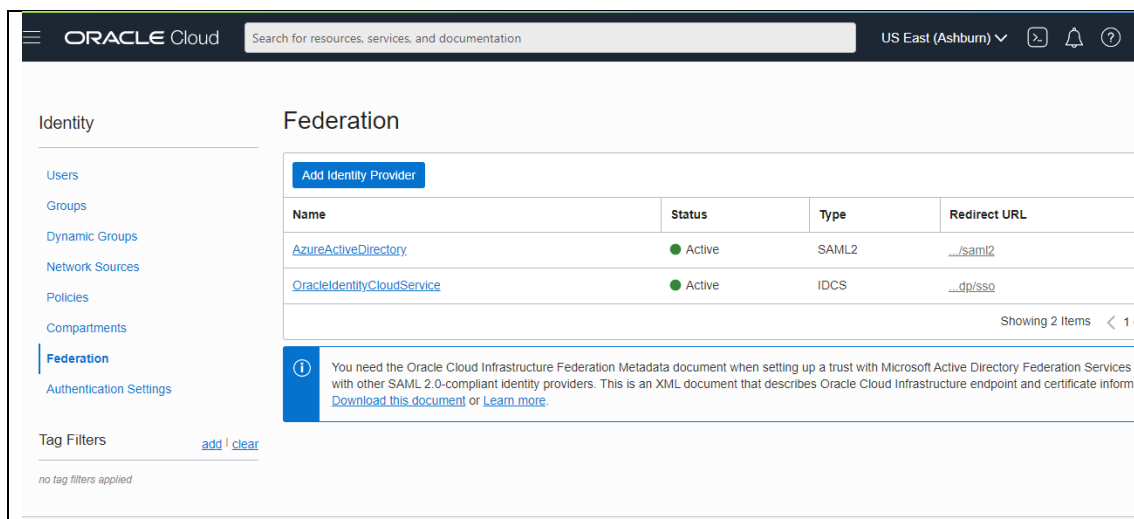 ORACLE Cloud
Search for resources, services, and documentation
US East (Ashburn)
Identity
Users
Groups
Dynamic Groups
Network Sources
Policies
Compartments
Federation
Authentication Settings
Tag Filters
add | clear
no tag filters applied
Federation
Add Identity Provider
Name Status Type Redirect URL
AzureActiveDirectory Active SAML2 .../saml2
OracleIdentityCloudService Active IDCS ...dp/sso
Showing 2 Items < 1
You need the Oracle Cloud Infrastructure Federation Metadata document when setting up a trust with Microsoft Active Directory Federation Services
with other SAML 2.0-compliant identity providers. This is an XML document that describes Oracle Cloud Infrastructure endpoint and certificate inform
Download this document or Learn more.